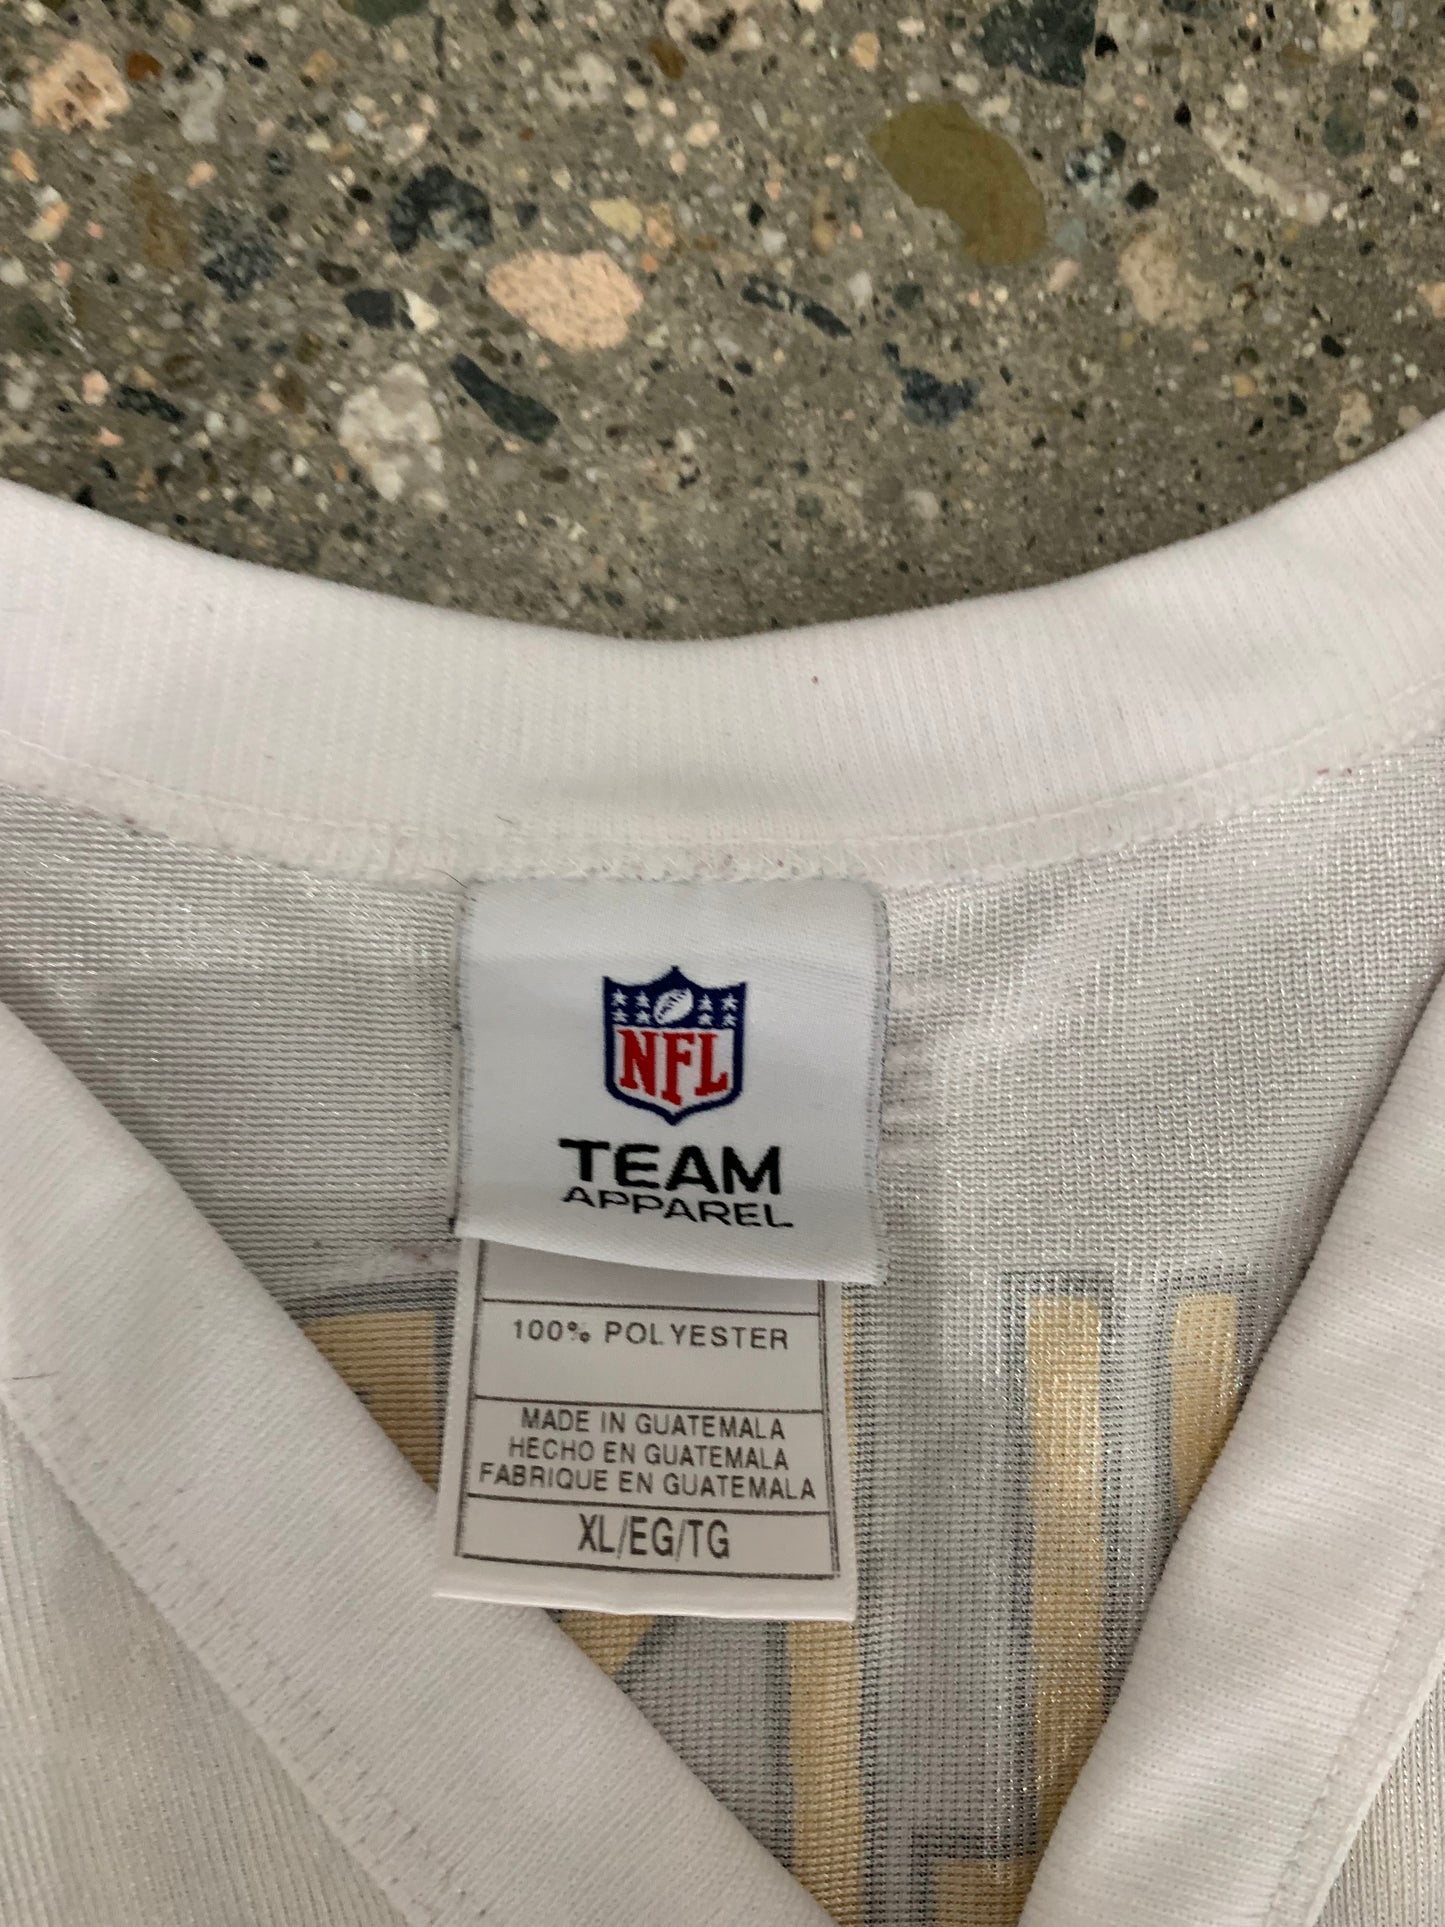 NFL
TEAM
APPAREL
100% POLYESTER
MADE IN GUATEMALA
HECHO EN GUATEMALA
FABRIQUE EN GUATEMALA
XL/EG/TG